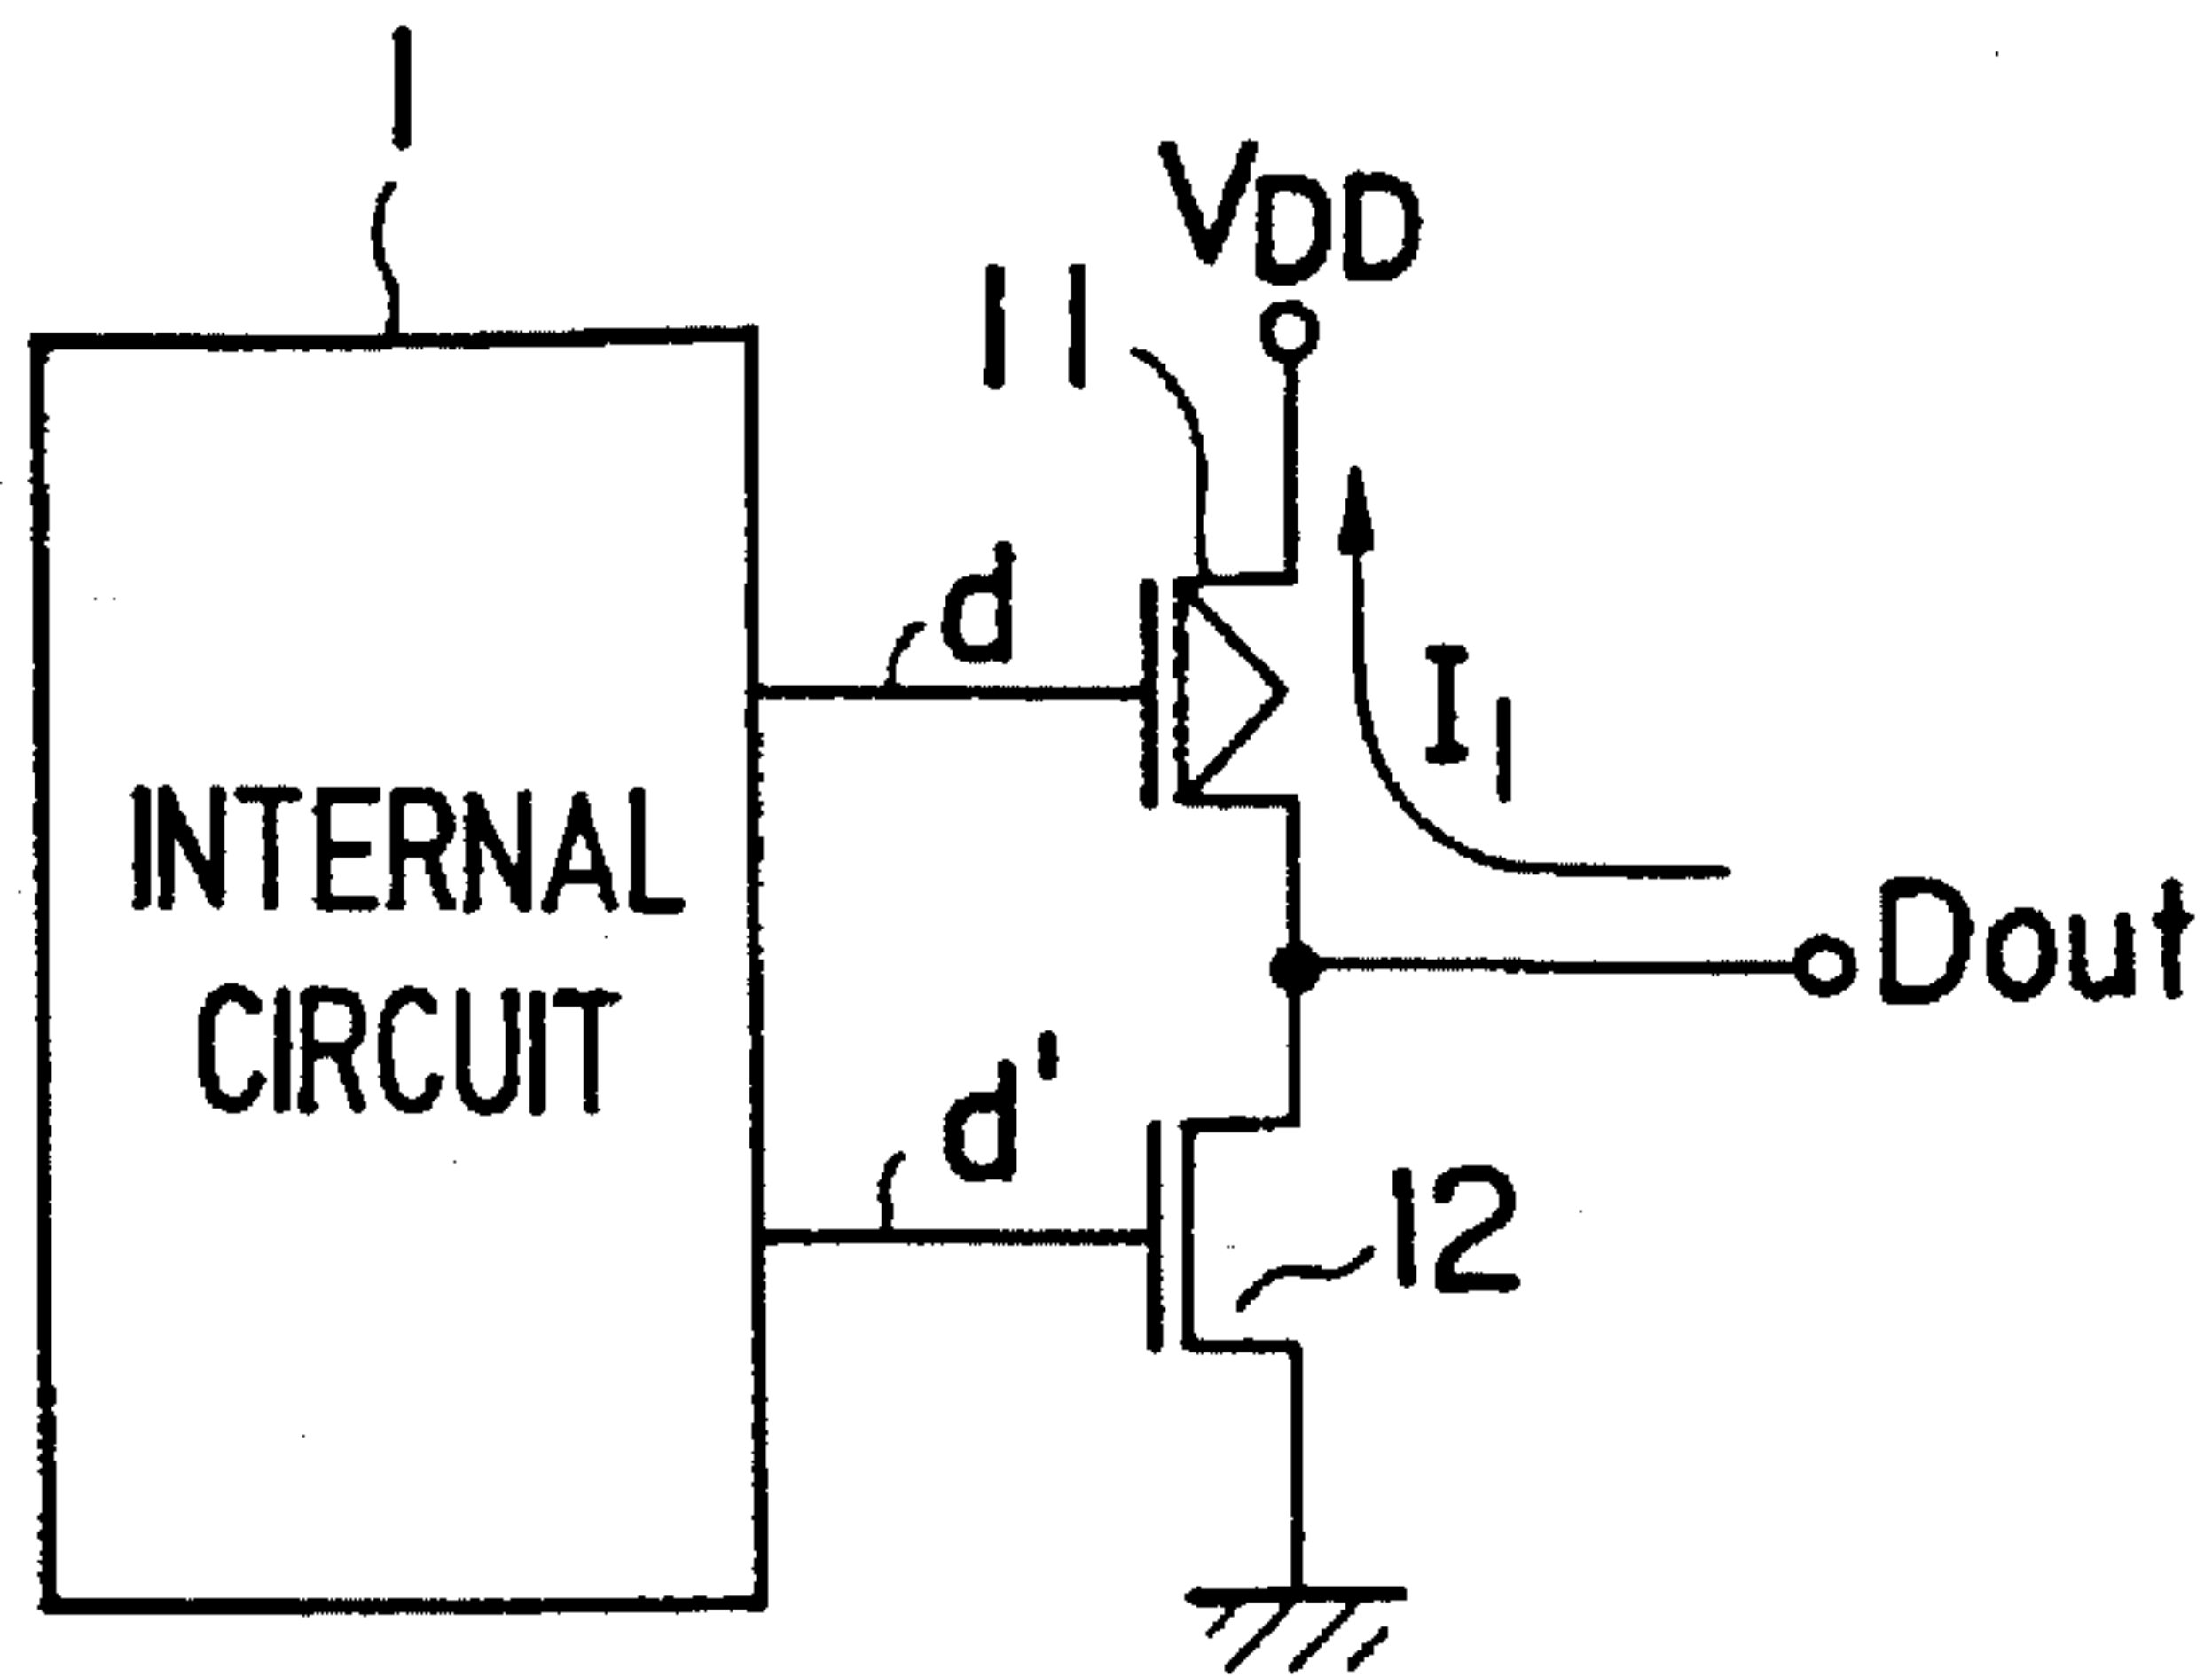 1
VDD
11
d
I1
INTERNAL
CIRCUIT
Dout
d'
12